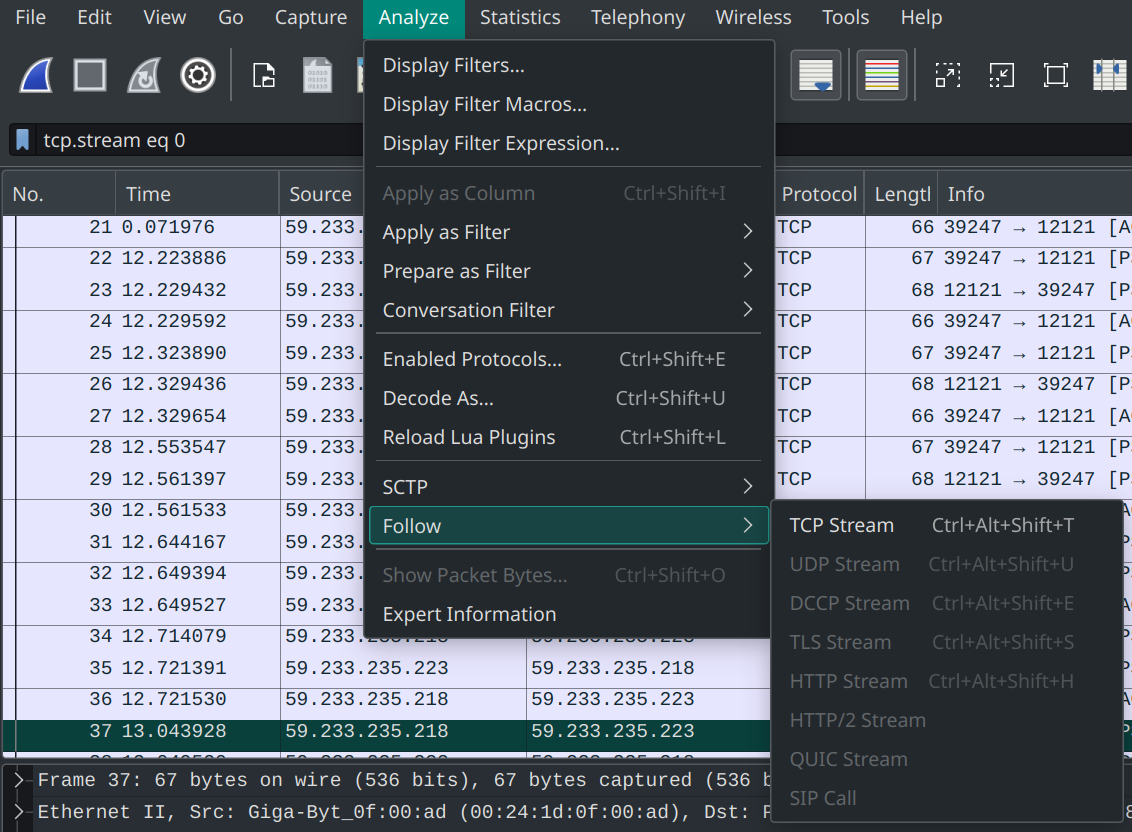 File Edit View Go Capture Analyze Statistics Telephony Wireless Tools Help
tcp.stream eq 0
No. Time Source Protocol Lengtl Info
21 0.071976 59.233. TCP 66 39247 → 12121
22 12.223886 59.233. TCP 67 39247 → 12121
23 12.229432 59.233. TCP 68 12121 → 39247
24 12.229592 59.233. TCP 66 39247 → 12121
25 12.323890 59.233. TCP 67 39247 → 12121
26 12.329436 59.233. TCP 68 12121 → 39247
27 12.329654 59.233. TCP 66 39247 → 12121
28 12.553547 59.233. TCP 67 39247 → 12121
29 12.561397 59.233. TCP 68 12121 → 39247
30 12.561533 59.233.
31 12.644167 59.233.
32 12.649394 59.233.
33 12.649527 59.233.
34 12.714079 59.233.235.218 59.233.235.223
35 12.721391 59.233.235.223 59.233.235.218
36 12.721530 59.233.235.218 59.233.235.223
37 13.043928 59.233.235.218 59.233.235.223
Frame 37: 67 bytes on wire (536 bits), 67 bytes captured (536 b
Ethernet II, Src: Giga-Byt_0f:00:ad (00:24:1d:0f:00:ad), Dst:
Display Filters...
Display Filter Macros...
Display Filter Expression...
Apply as Column Ctrl+Shift+I
Apply as Filter
Prepare as Filter
Conversation Filter
Enabled Protocols... Ctrl+Shift+E
Decode As... Ctrl+Shift+U
Reload Lua Plugins Ctrl+Shift+L
SCTP
Follow
Show Packet Bytes... Ctrl+Shift+O
Expert Information
TCP Stream Ctrl+Alt+Shift+T
UDP Stream Ctrl+Alt+Shift+U
DCCP Stream Ctrl+Alt+Shift+E
TLS Stream Ctrl+Alt+Shift+S
HTTP Stream Ctrl+Alt+Shift+H
HTTP/2 Stream
QUIC Stream
SIP Call